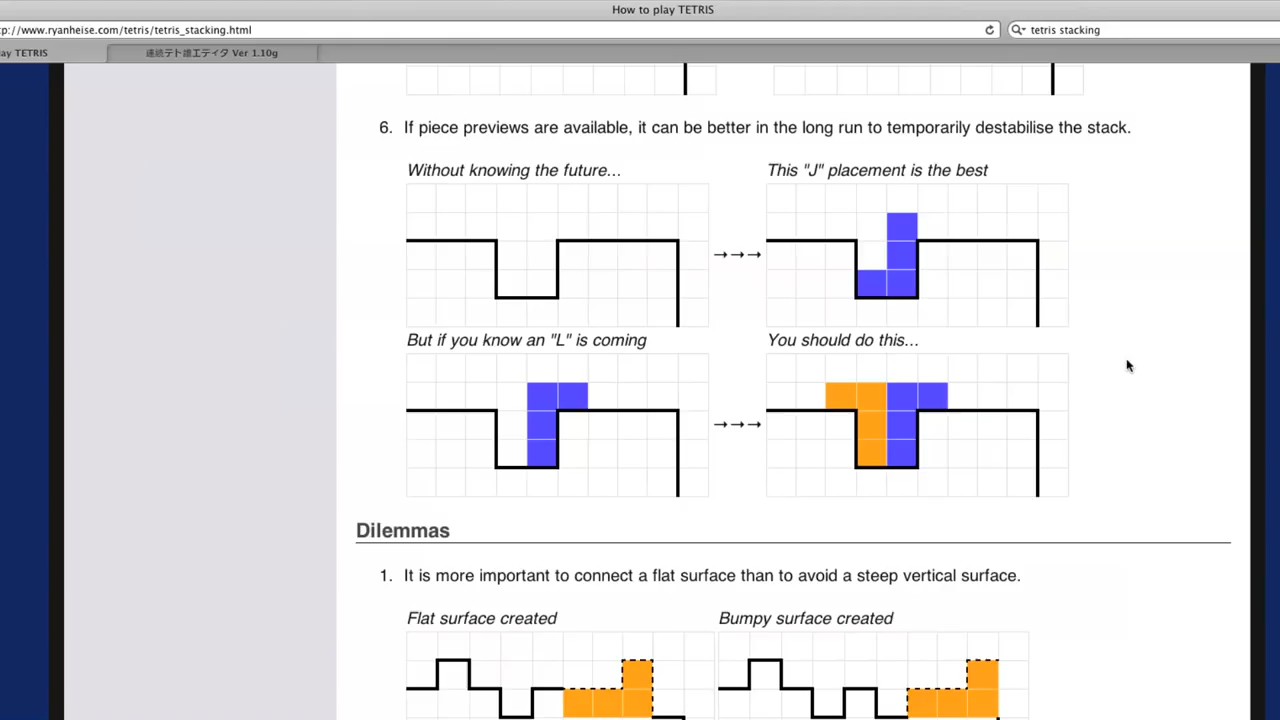 How to play TETRIS
tp://www.ryanheise.com/tetris/tetris_stacking.html
tetris stacking
ay TETRIS
連続テト譜エディタ Ver 1.10g
6. If piece previews are available, it can be better in the long run to temporarily destabilise the stack.
Without knowing the future...
This "J" placement is the best
→→→
But if you know an "L" is coming
You should do this...
→→→
Dilemmas
1. It is more important to connect a flat surface than to avoid a steep vertical surface.
Flat surface created
Bumpy surface created